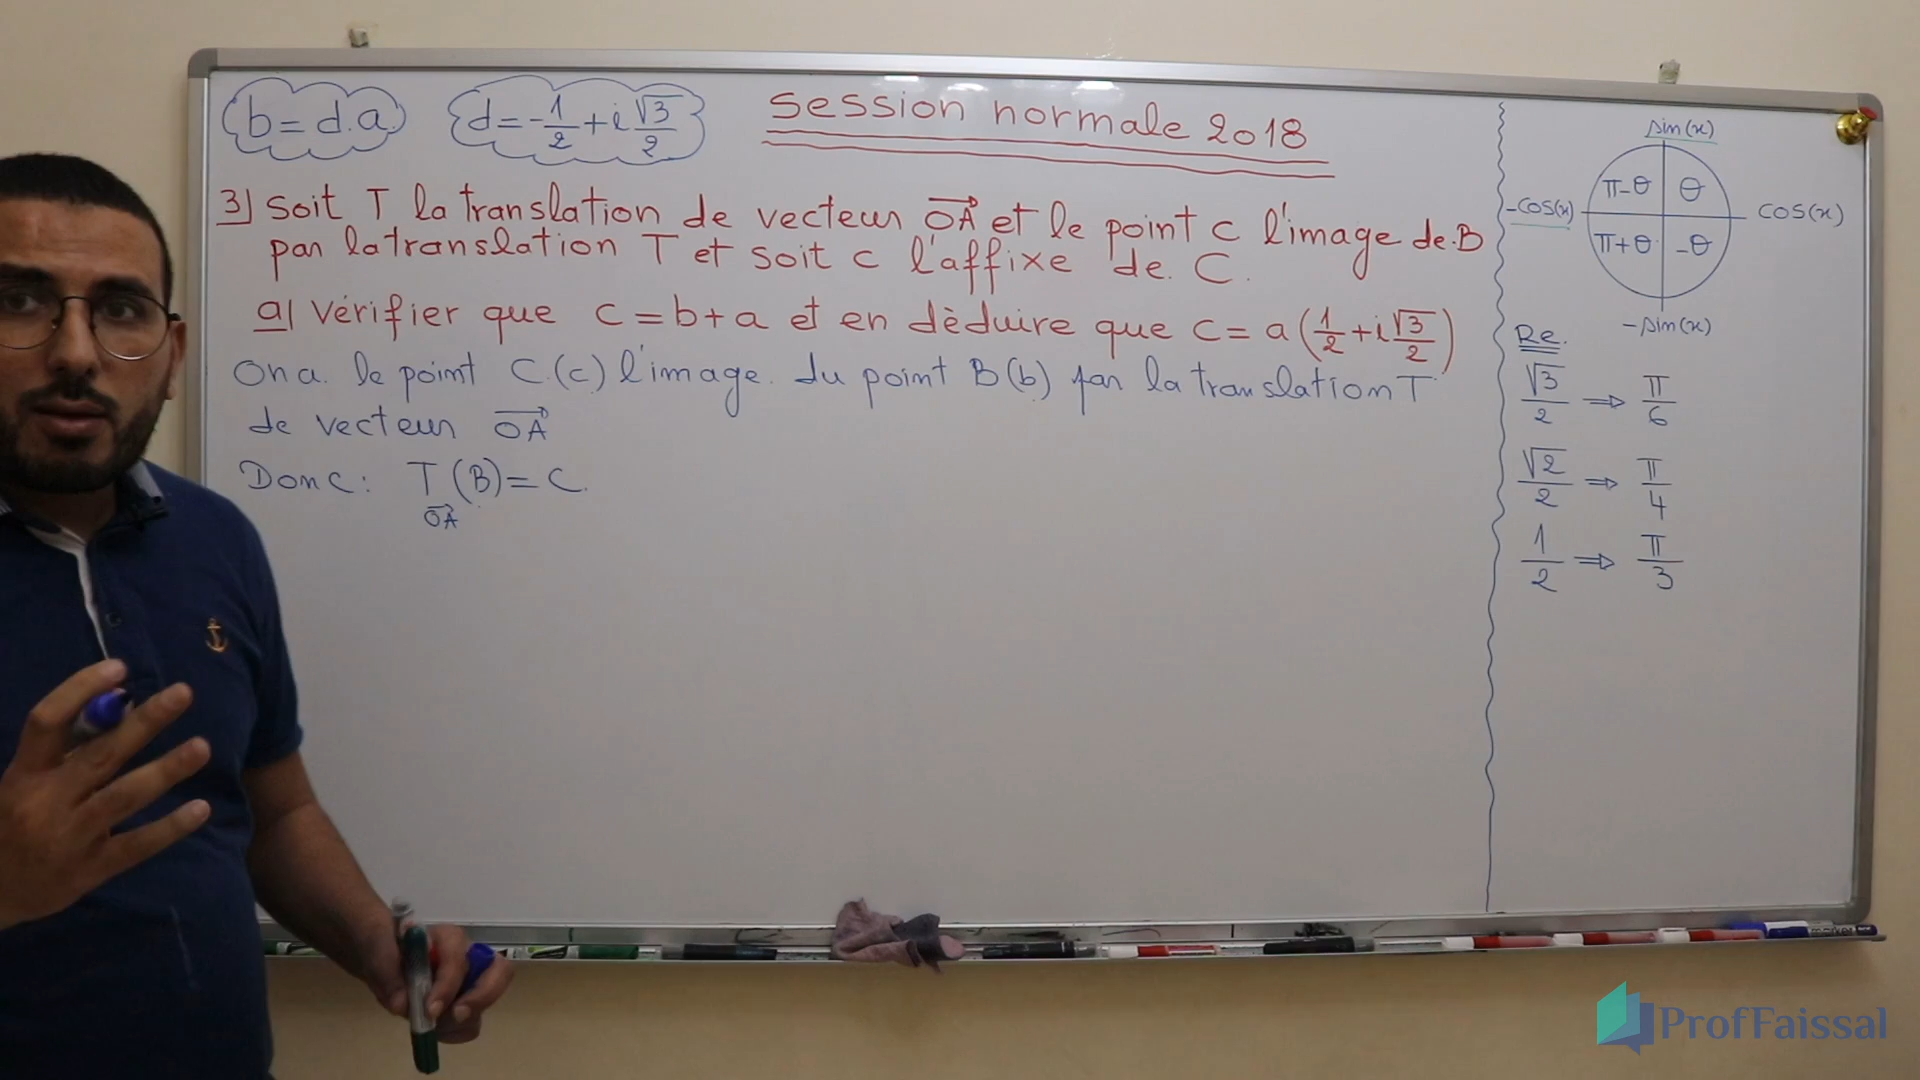 b = d.a
d = -1/2 + i √3/2
Session normale 2018
3) Soit T la translation de vecteur OA et le point C l'image de B
par la translation T et soit c l'affixe de C.
a) Vérifier que c = b + a et en dèduire que c = a (1/2 + i √3/2)
On a le point C(c) l'image du point B(b) par la translation T
de vecteur OA
Donc: T OA (B) = C
sin(x)
π-θ θ
-cos(x) cos(x)
π+θ -θ
-sin(x)
Re.
√3/2 ⇒ π/6
√2/2 ⇒ π/4
1/2 ⇒ π/3
ProfFaissal